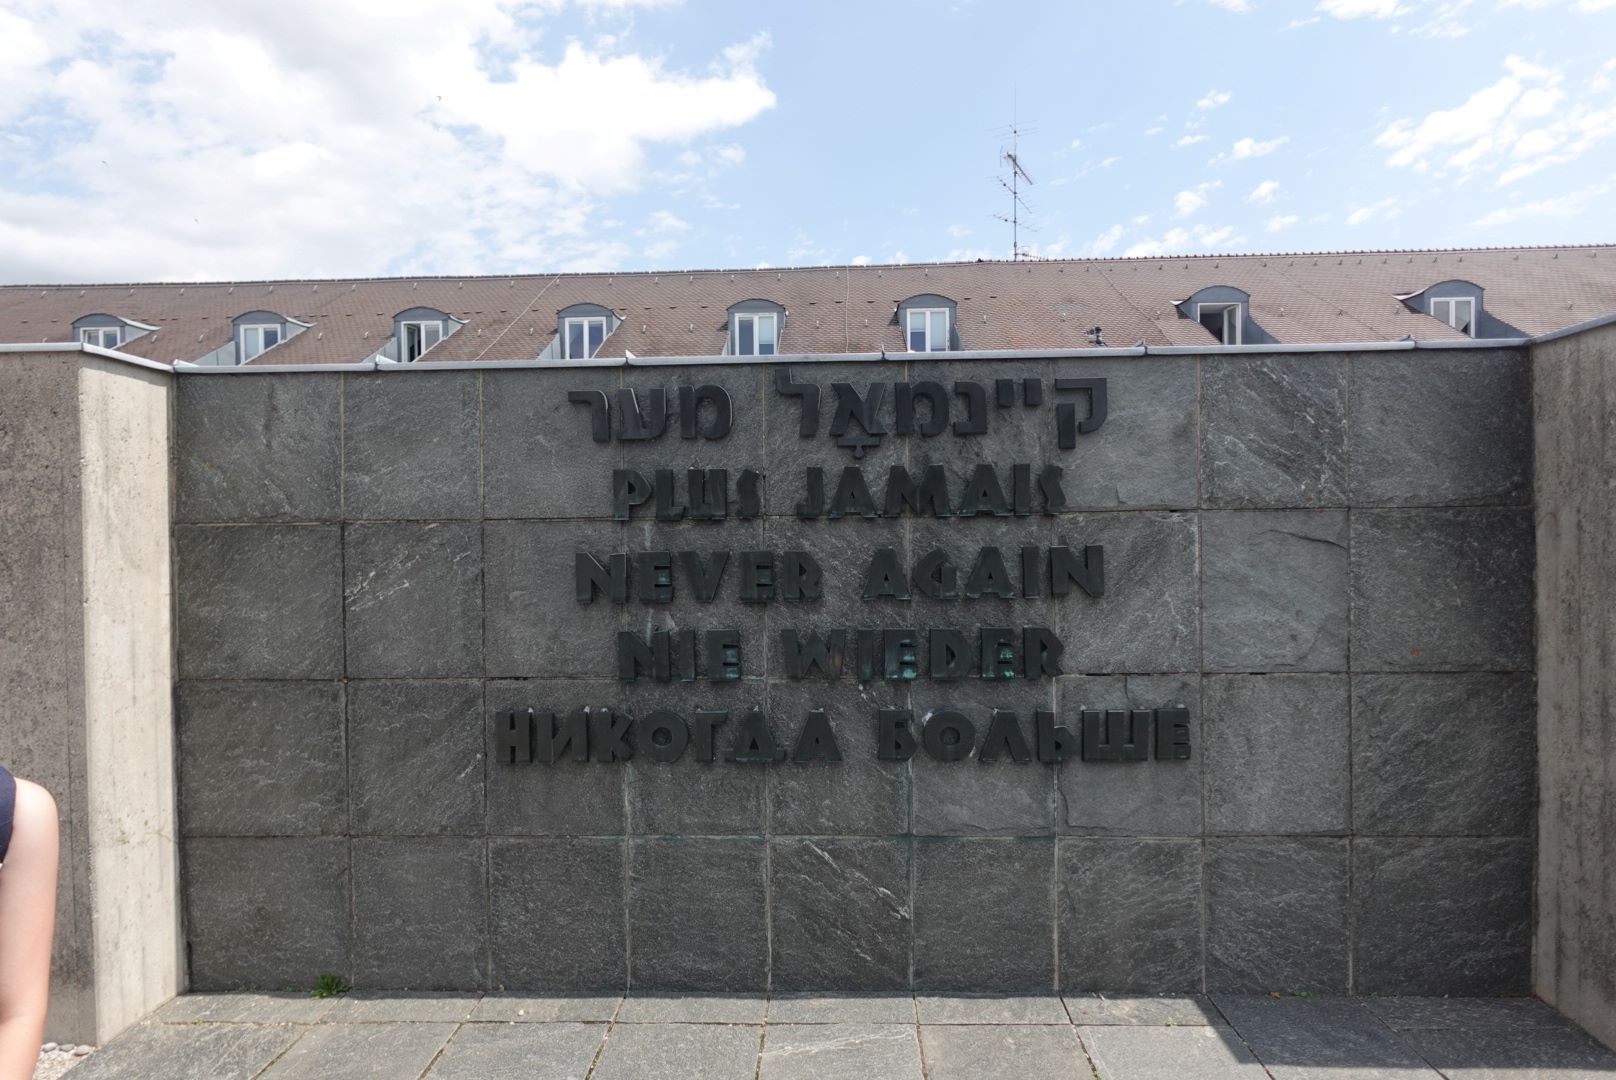 קיינמאָל מער
PLUS JAMAIS
NEVER AGAIN
NIE WIEDER
НИКОГДА БОЛЬШЕ